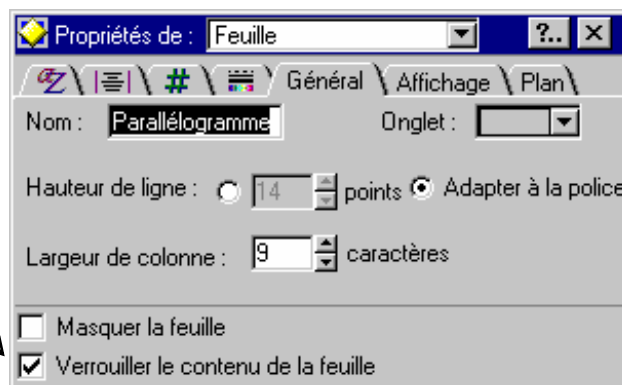 Propriétés de : Feuille ?..
aZ # Général Affichage Plan
Nom : Parallélogramme Onglet :
Hauteur de ligne : 14 points Adapter à la police
Largeur de colonne : 9 caractères
Masquer la feuille
Verrouiller le contenu de la feuille